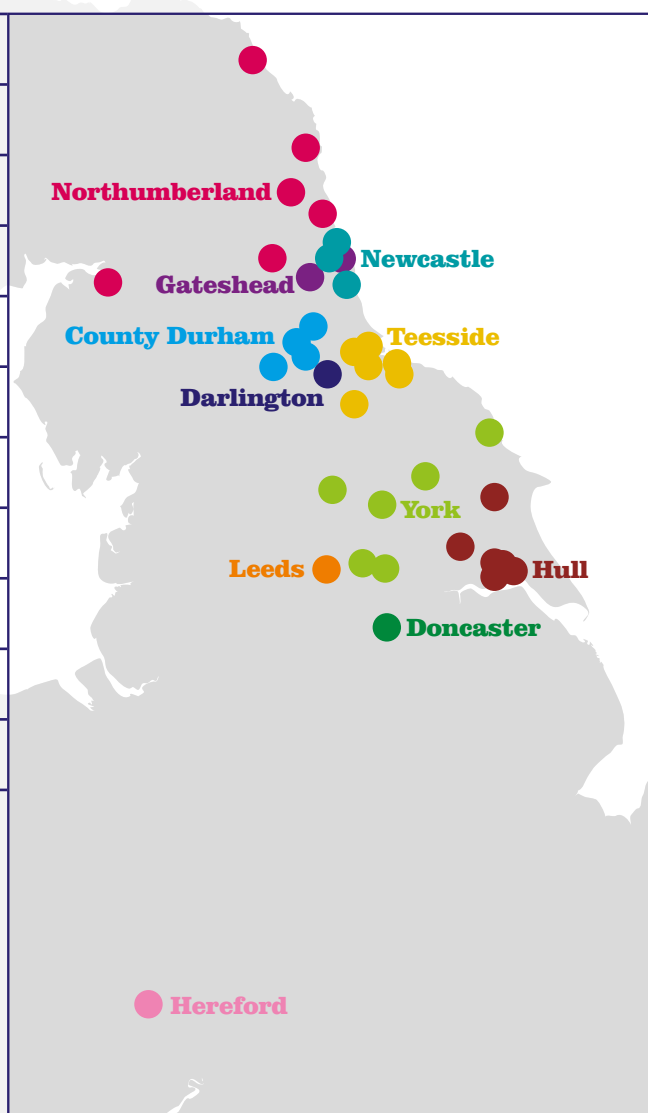 Northumberland
Newcastle
Gateshead
County Durham
Teesside
Darlington
York
Leeds
Hull
Doncaster
Hereford